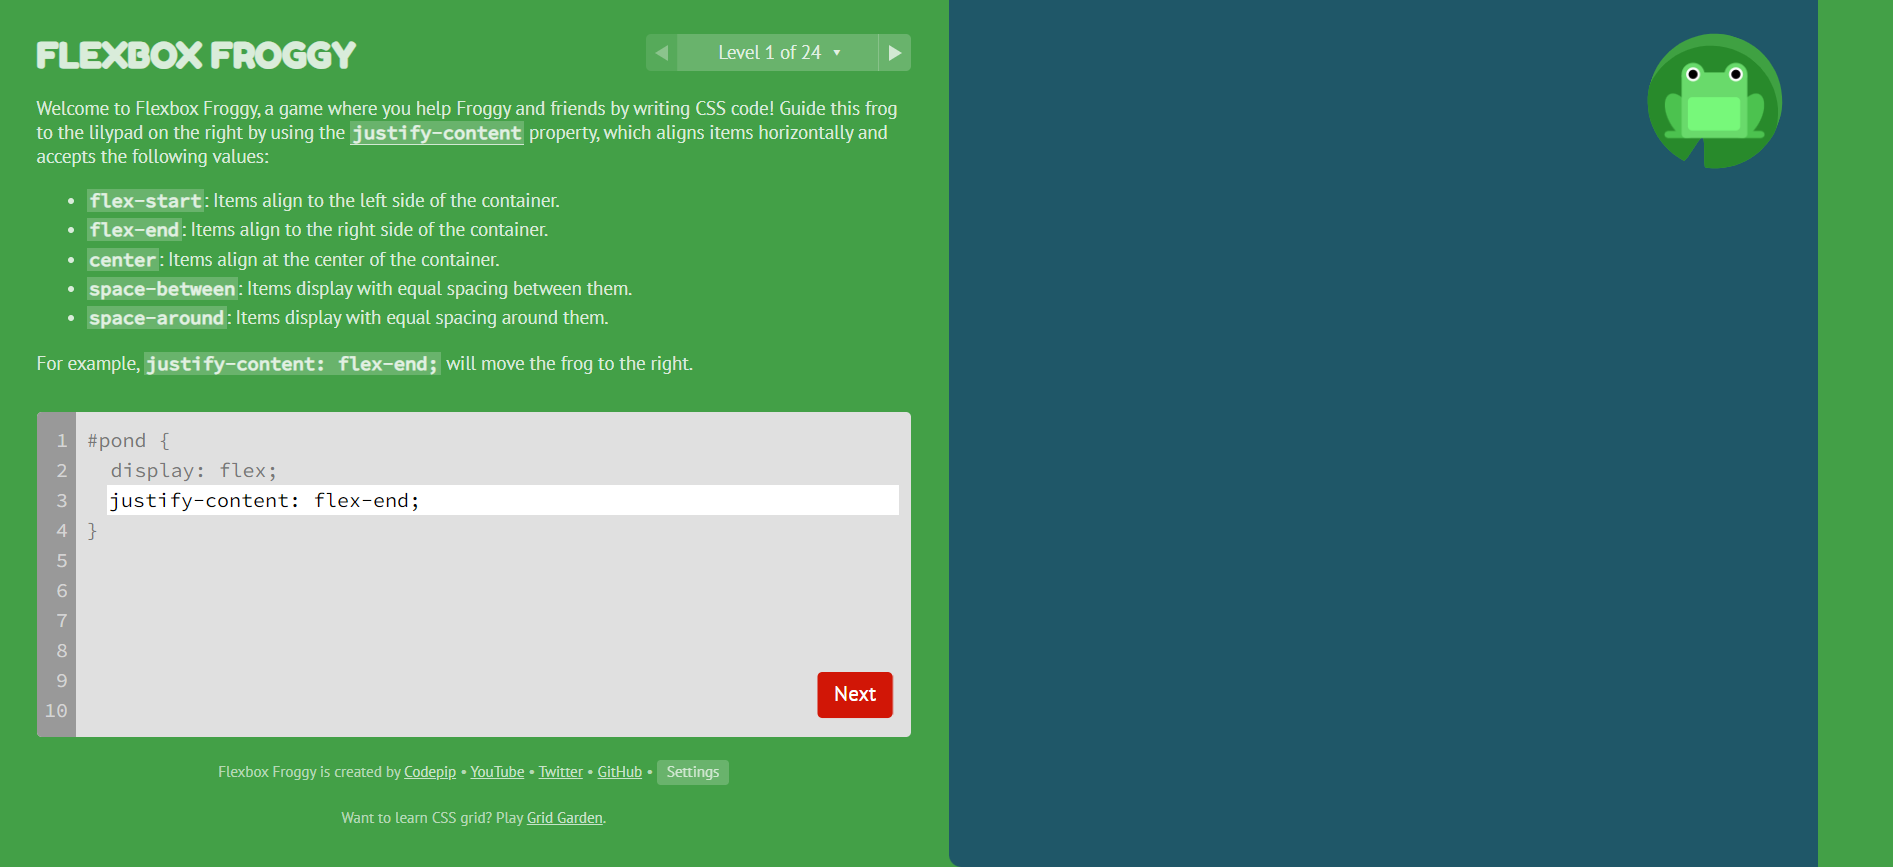 FLEXBOX FROGGY
Level 1 of 24
Welcome to Flexbox Froggy, a game where you help Froggy and friends by writing CSS code! Guide this frog
to the lilypad on the right by using the justify-content property, which aligns items horizontally and
accepts the following values:
• flex-start: Items align to the left side of the container.
• flex-end: Items align to the right side of the container.
• center: Items align at the center of the container.
• space-between: Items display with equal spacing between them.
• space-around: Items display with equal spacing around them.
For example, justify-content: flex-end; will move the frog to the right.
1 #pond {
2 display: flex;
3 justify-content: flex-end;
4 }
5
6
7
8
9
10
Next
Flexbox Froggy is created by Codepip • YouTube • Twitter • GitHub • Settings
Want to learn CSS grid? Play Grid Garden.